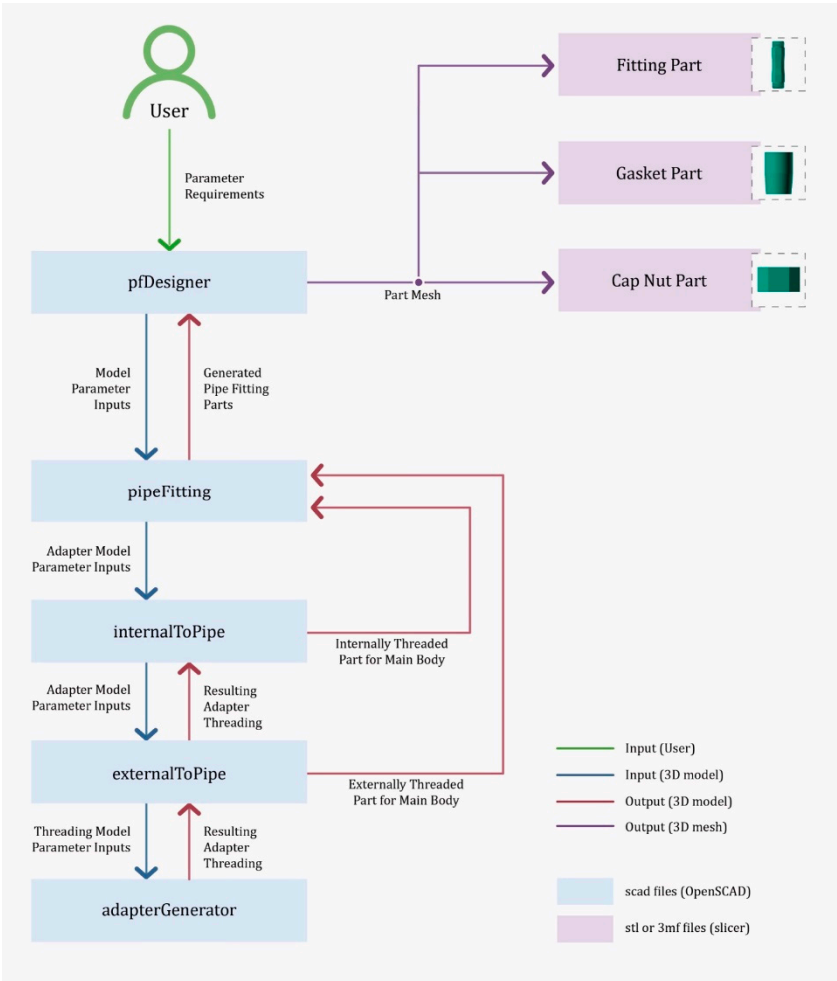 User
Parameter
Requirements
Fitting Part
Gasket Part
Cap Nut Part
pfDesigner
Part Mesh
Model
Parameter
Inputs
Generated
Pipe Fitting
Parts
pipeFitting
Adapter Model
Parameter Inputs
internalToPipe
Internally Threaded
Part for Main Body
Adapter Model
Parameter Inputs
Resulting
Adapter
Threading
externalToPipe
Externally Threaded
Part for Main Body
Threading Model
Parameter Inputs
Resulting
Adapter
Threading
adapterGenerator
Input (User)
Input (3D model)
Output (3D model)
Output (3D mesh)
scad files (OpenSCAD)
stl or 3mf files (slicer)